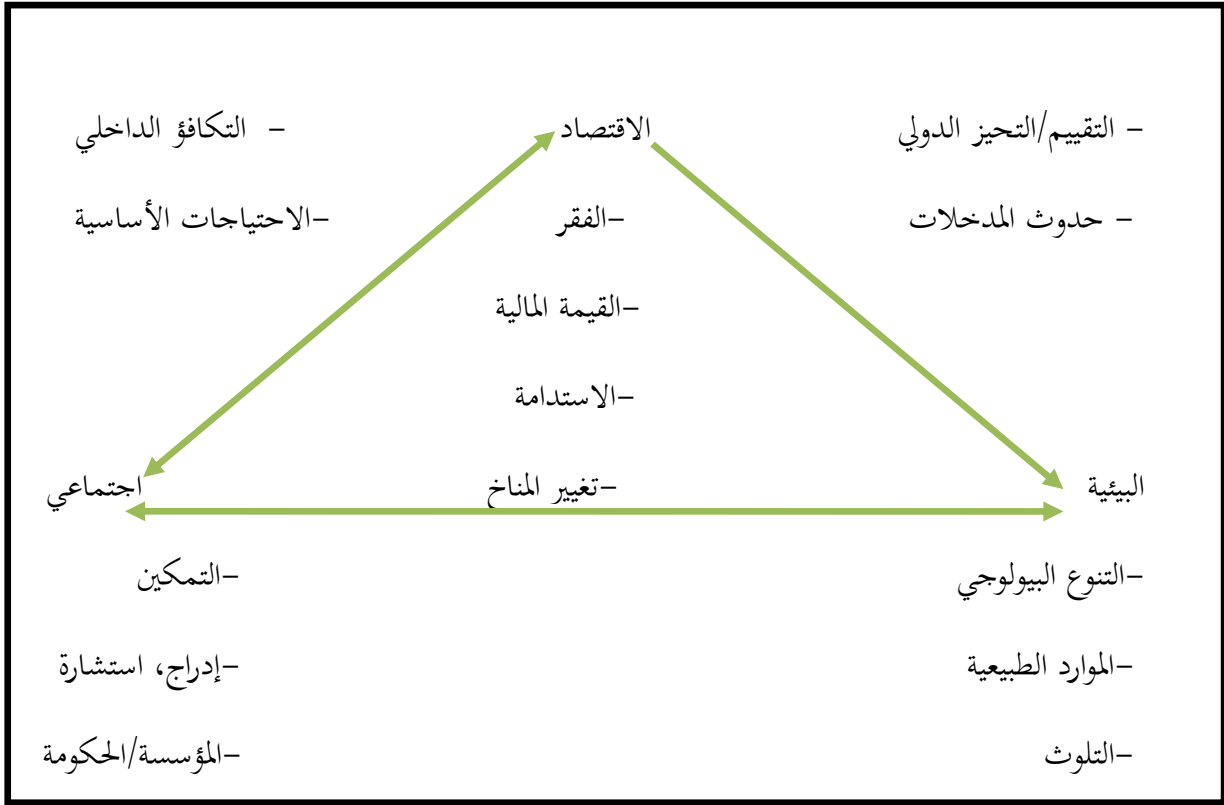 - التقييم/التحيز الدولي
الاقتصاد
- التكافؤ الداخلي
- حدوث المدخلات
-الفقر
-الاحتياجات الأساسية
-القيمة المالية
-الاستدامة
البيئية
-تغيير المناخ
اجتماعي
-التنوع البيولوجي
-التمكين
-الموارد الطبيعية
-إدراج، استشارة
-التلوث
-المؤسسة/الحكومة